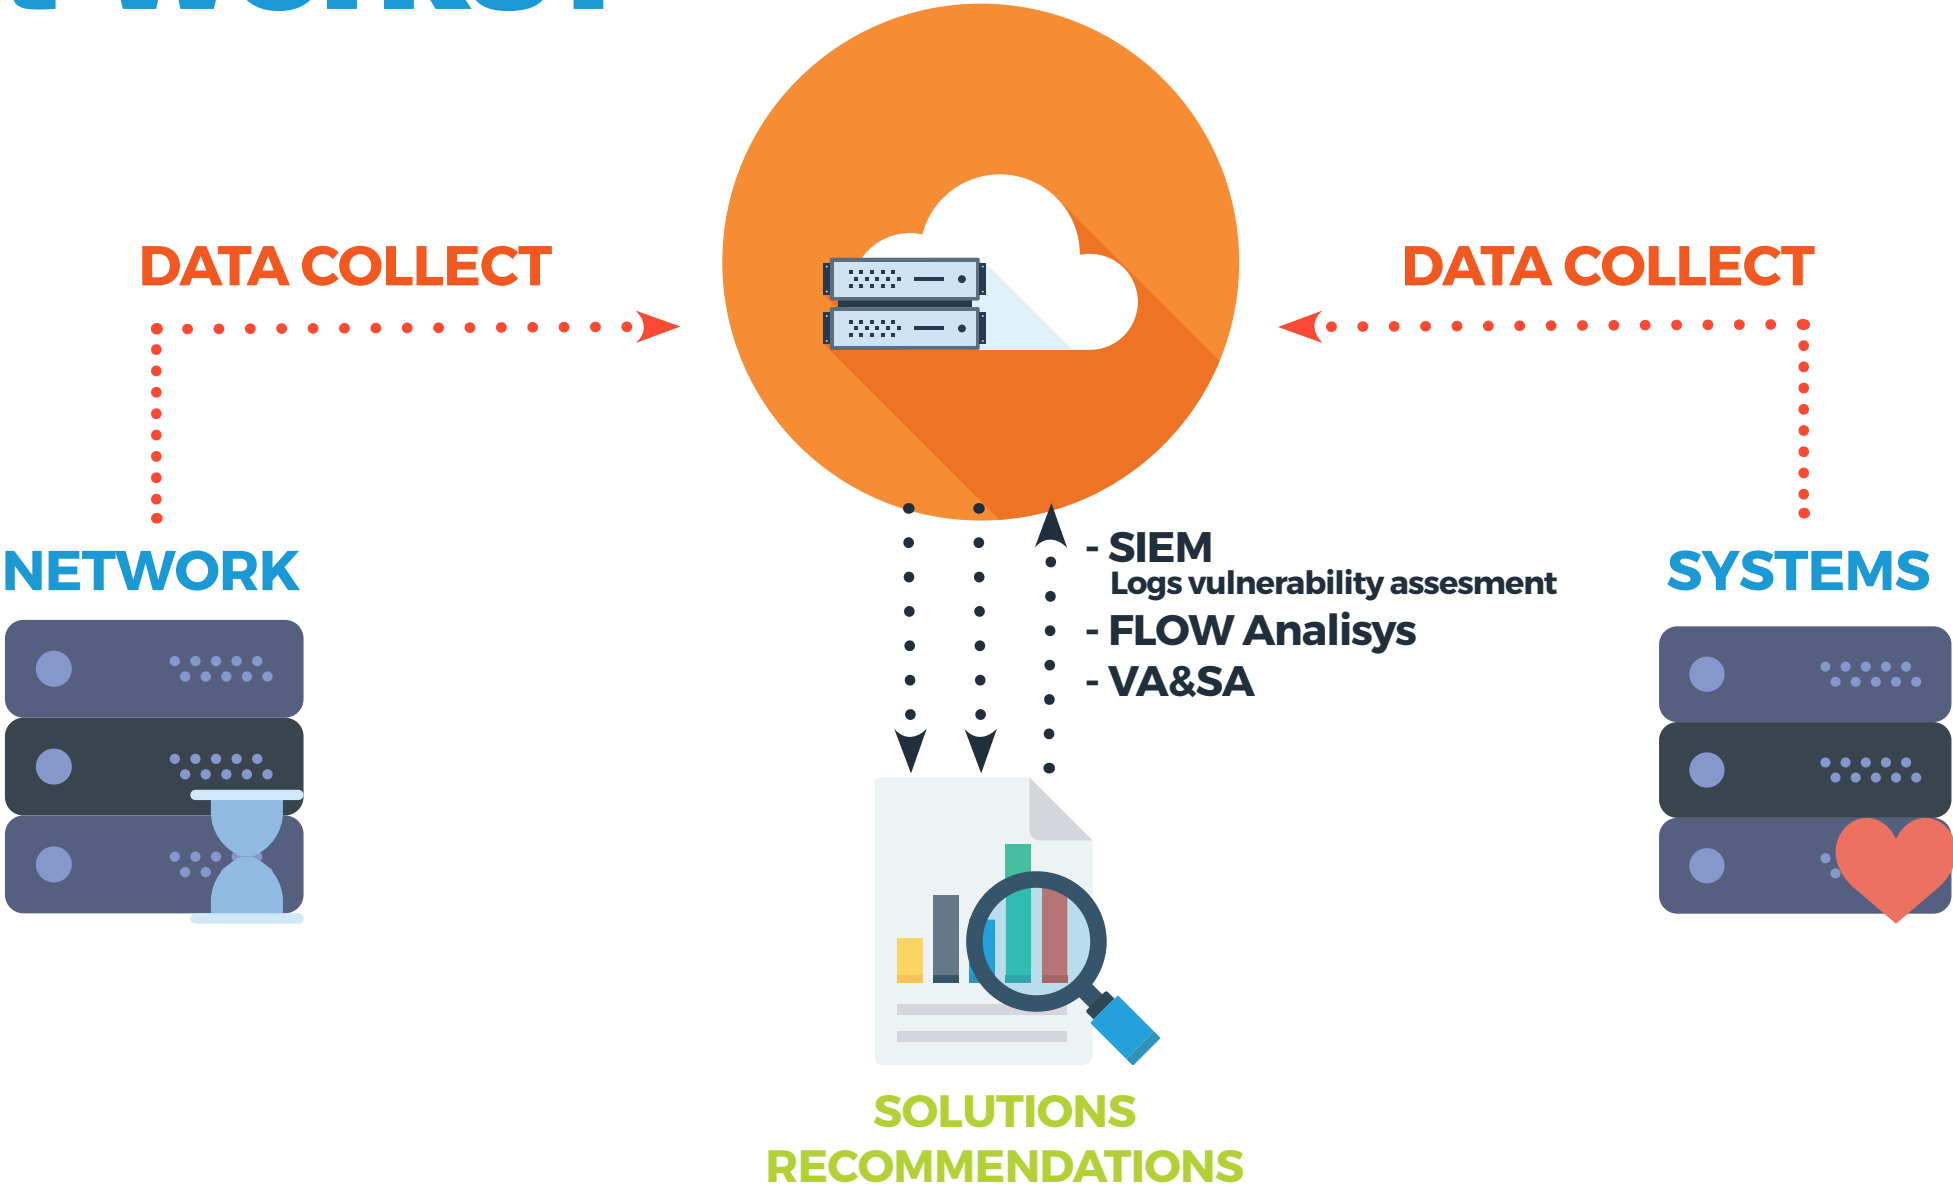 DATA COLLECT
DATA COLLECT
- SIEM
Logs vulnerability assesment
- FLOW Analisys
- VA&SA
NETWORK
SYSTEMS
SOLUTIONS
RECOMMENDATIONS